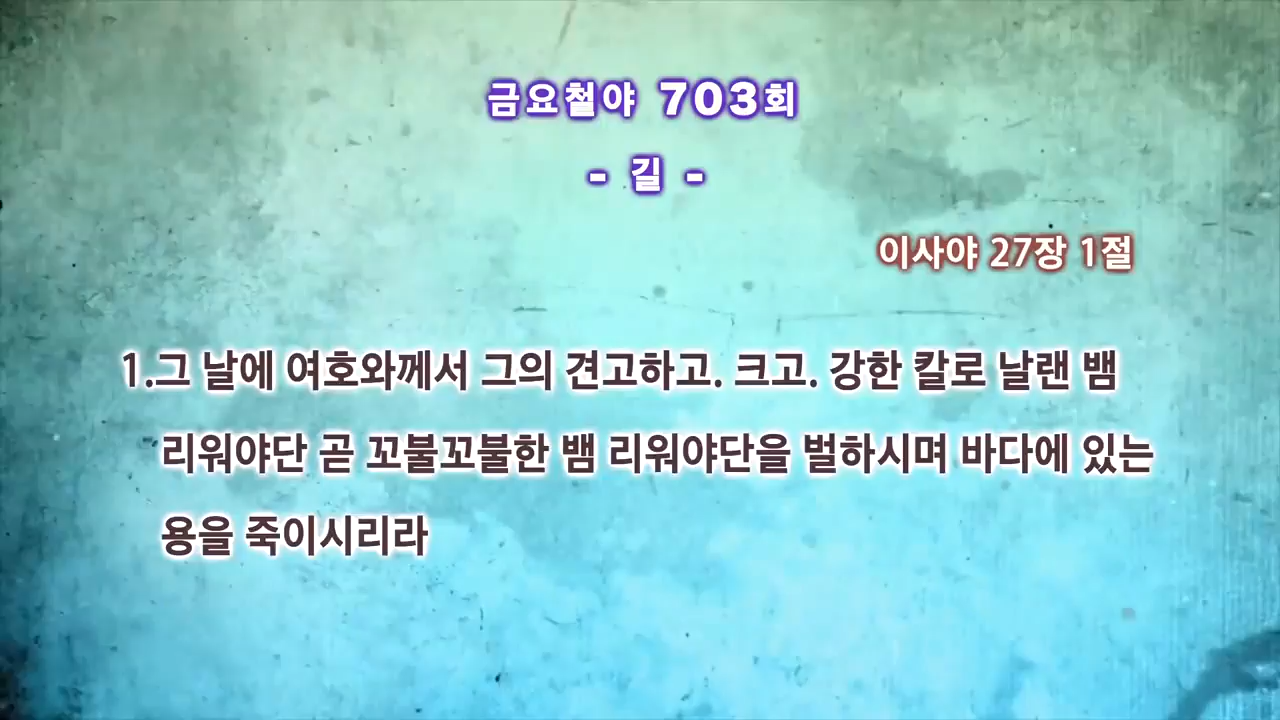 금요철야 703회
- 길 -
이사야 27장 1절
1.그 날에 여호와께서 그의 견고하고. 크고. 강한 칼로 날랜 뱀
리워야단 곧 꼬불꼬불한 뱀 리워야단을 벌하시며 바다에 있는
용을 죽이시리라